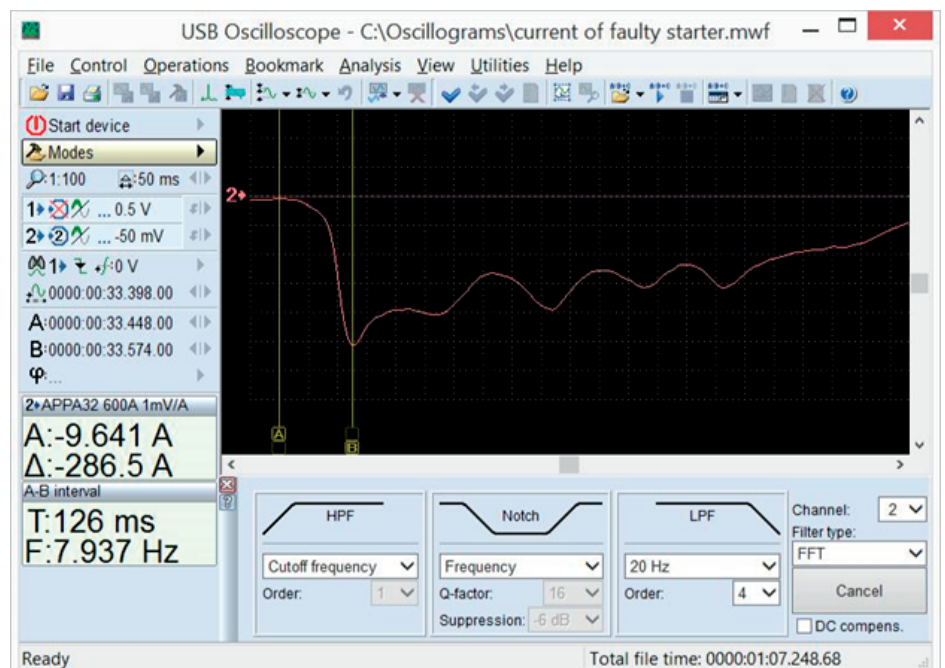 USB Oscilloscope - C:\Oscillograms\current of faulty starter.mwf
File Control Operations Bookmark Analysis View Utilities Help
Start device
Modes
1:100 50 ms
1 ... 0.5 V
2 2 ... -50 mV
1 f:0 V
0000:00:33.398.00
A:0000:00:33.448.00
B:0000:00:33.574.00
φ:...
2
A
B
2 APPA32 600A 1mV/A
A:-9.641 A
Δ:-286.5 A
A-B interval
T:126 ms
F:7.937 Hz
HPF
Cutoff frequency
Order: 1
Notch
Frequency
Q-factor: 16
Suppression: -6 dB
LPF
20 Hz
Order: 4
Channel: 2
Filter type:
FFT
Cancel
DC compens.
Ready Total file time: 0000:01:07.248.68